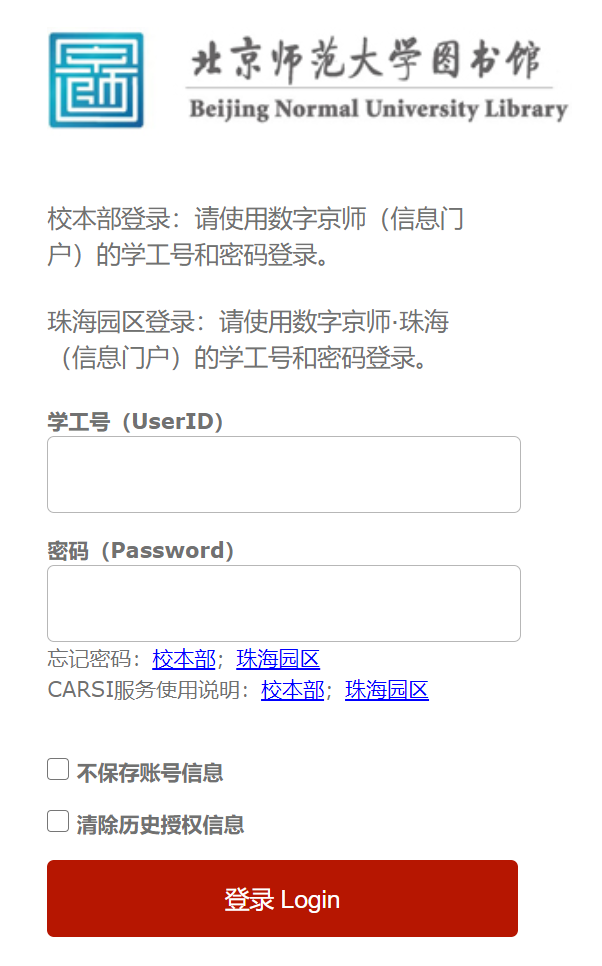 北京师范大学图书馆
Beijing Normal University Library
校本部登录：请使用数字京师（信息门
户）的学工号和密码登录。
珠海园区登录：请使用数字京师·珠海
（信息门户）的学工号和密码登录。
学工号（UserID）
密码（Password）
忘记密码：校本部；珠海园区
CARSI服务使用说明：校本部；珠海园区
不保存账号信息
清除历史授权信息
登录 Login